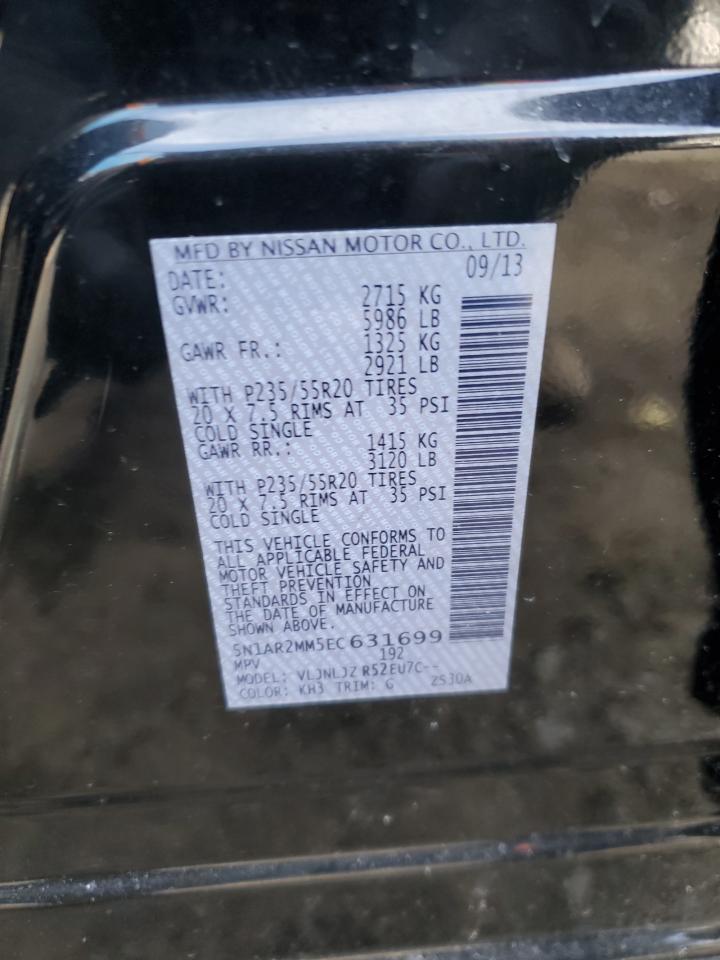 MFD BY NISSAN MOTOR CO., LTD.
DATE: 09/13
GVWR: 2715 KG
5986 LB
GAWR FR.: 1325 KG
2921 LB
WITH P235/55R20 TIRES
20 X 7.5 RIMS AT 35 PSI
COLD SINGLE
GAWR RR.: 1415 KG
3120 LB
WITH P235/55R20 TIRES
20 X 7.5 RIMS AT 35 PSI
COLD SINGLE
THIS VEHICLE CONFORMS TO
ALL APPLICABLE FEDERAL
MOTOR VEHICLE SAFETY AND
THEFT PREVENTION
STANDARDS IN EFFECT ON
THE DATE OF MANUFACTURE
SHOWN ABOVE.
5N1AR2MM5EC631699
MPV 192
MODEL: VLJNLJZ R52EU7C--
COLOR: KH3 TRIM: G ZS30A